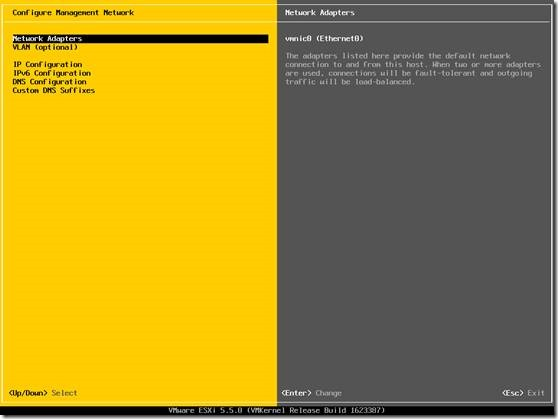 Configure Management Network
Network Adapters
VLAN (optional)
IP Configuration
IPv6 Configuration
DNS Configuration
Custom DNS Suffixes
Network Adapters
vmnic0 (Ethernet0)
The adapters listed here provide the default network
connection to and from this host. When two or more adapters
are used, connections will be fault-tolerant and outgoing
traffic will be load-balanced.
<Up/Down> Select
<Enter> Change
<Esc> Exit
VMware ESXi 5.5.0 (VMKernel Release Build 1623387)